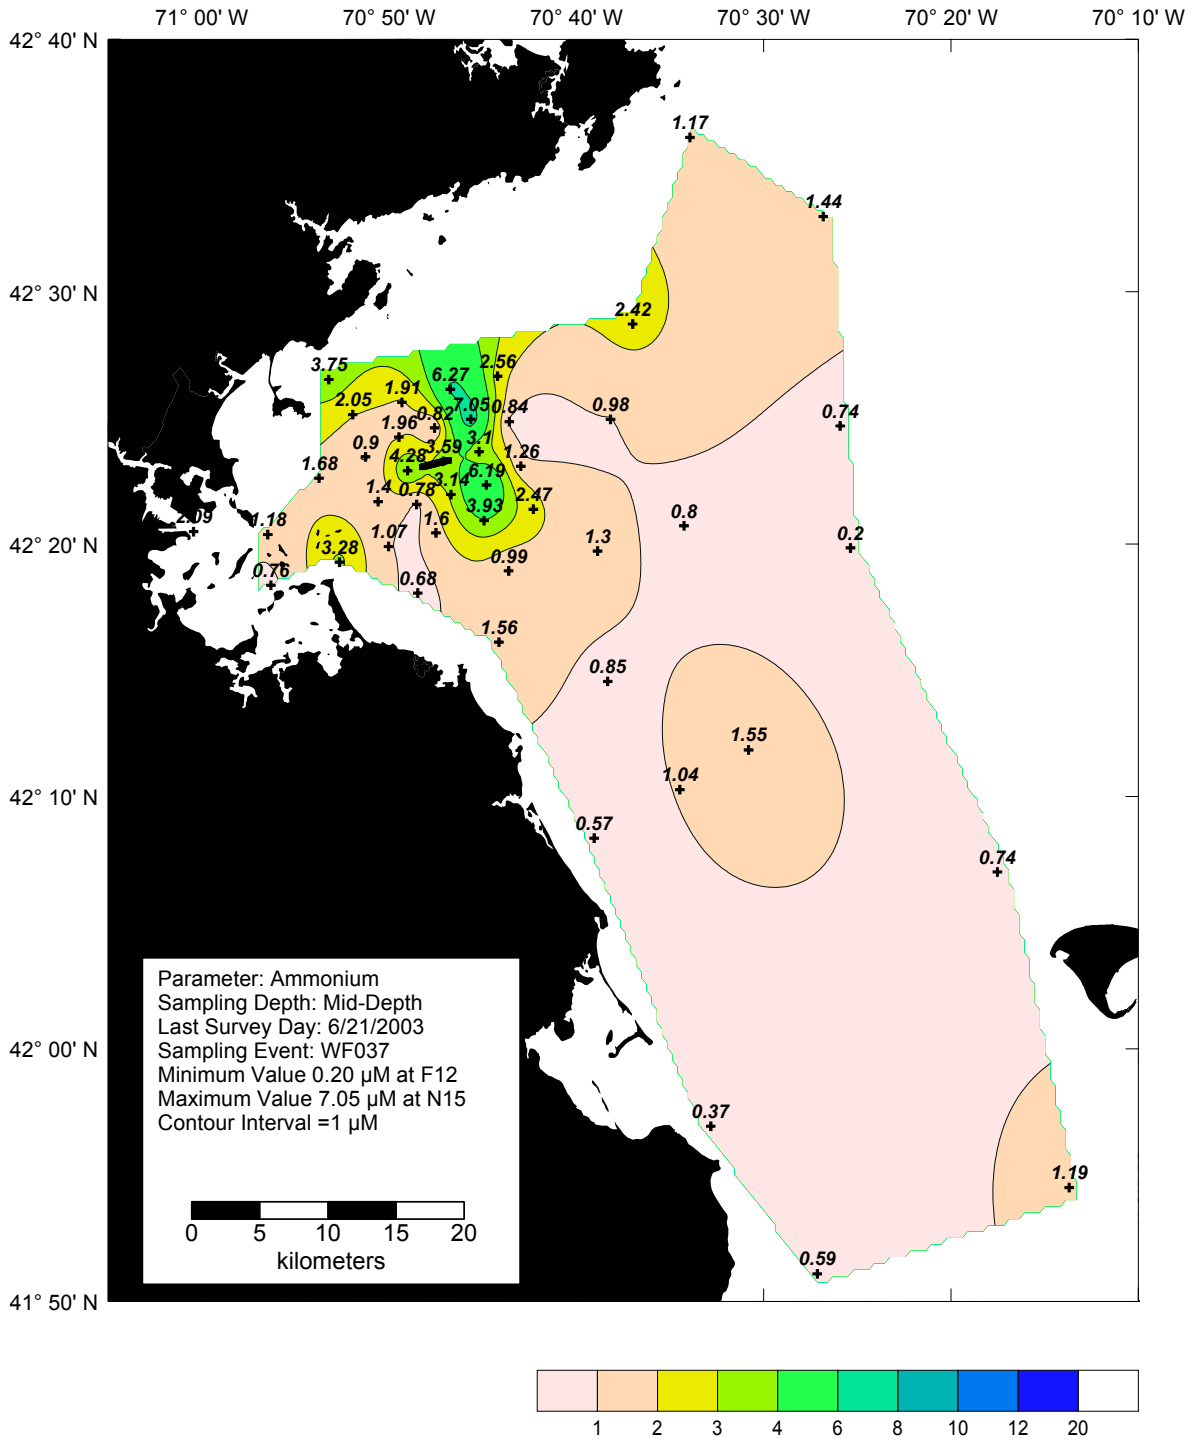 71° 00' W 70° 50' W 70° 40' W 70° 30' W 70° 20' W 70° 10' W
42° 40' N
1.17
1.44
42° 30' N
2.42
3.75 6.27 2.56
2.05 1.91 0.82 7.05 0.84 0.98 0.74
1.96
0.9 4.28 3.59 3.1 1.26
1.68 6.19
1.4 0.78 3.14 3.93 2.47
2.09 1.18 1.07 1.6 1.3 0.8 0.2
42° 20' N
3.28 0.99
0.76 0.68
1.56
0.85
1.55
1.04
42° 10' N
0.57
0.74
Parameter: Ammonium
Sampling Depth: Mid-Depth
Last Survey Day: 6/21/2003
Sampling Event: WF037
Minimum Value 0.20 µM at F12
Maximum Value 7.05 µM at N15
Contour Interval =1 µM
0 5 10 15 20
kilometers
42° 00' N
0.37
1.19
0.59
41° 50' N
1 2 3 4 6 8 10 12 20